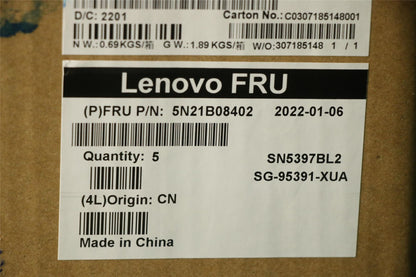 D/C: 2201 Carton No.: C0307185148001
N W.: 0.69KGS/箱 G W.: 1.89 KGS/箱 W/O:307185148 1 / 1
Lenovo FRU
(P)FRU P/N: 5N21B08402 2022-01-06
Quantity: 5 SN5397BL2
SG-95391-XUA
(4L)Origin: CN
Made in China